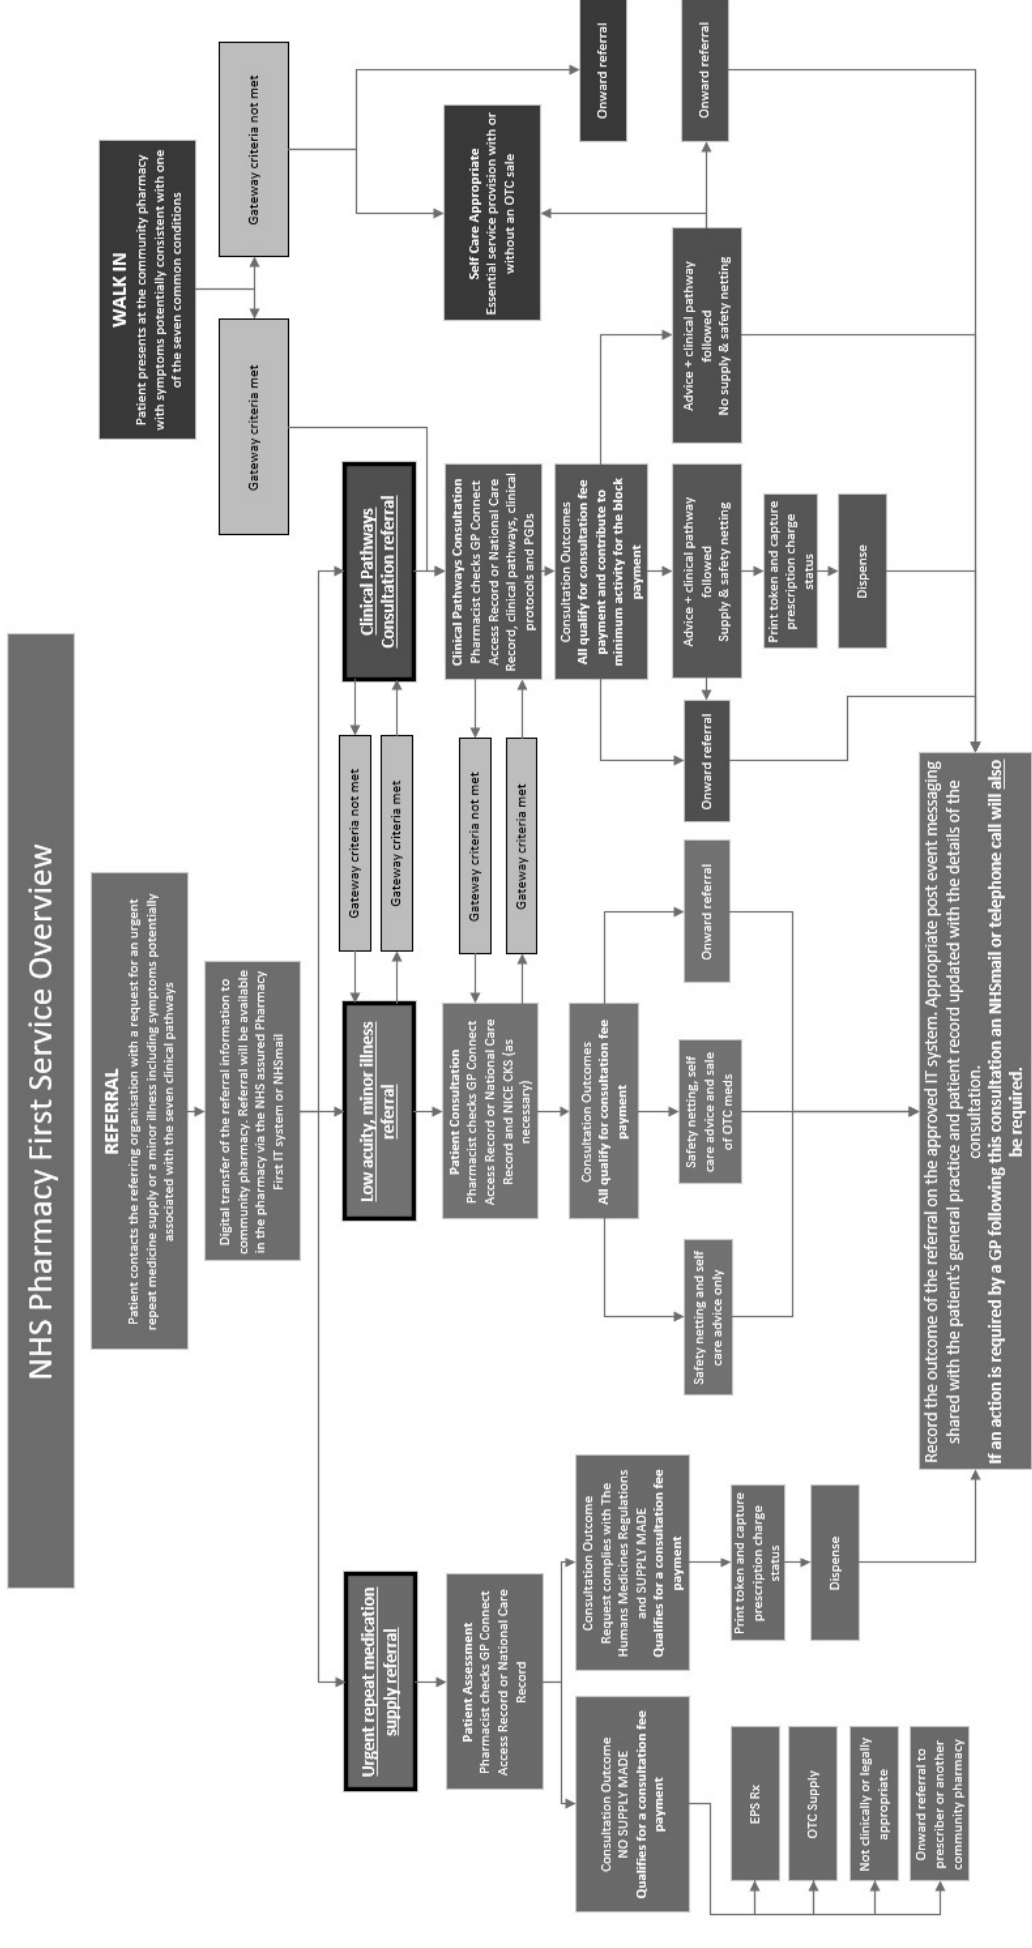 NHS Pharmacy First Service Overview
REFERRAL
Patient contacts the referring organisation with a request for an urgent
repeat medicine supply or a minor illness including symptoms potentially
associated with the seven clinical pathways
WALK IN
Patient presents at the community pharmacy
with symptoms potentially consistent with one
of the seven common conditions
Digital transfer of the referral information to
community pharmacy. Referral will be available
in the pharmacy via the NHS assured Pharmacy
First IT system or NHSmail
Gateway criteria met
Gateway criteria not met
Urgent repeat medication
supply referral
Low acuity, minor illness
referral
Gateway criteria not met
Gateway criteria met
Clinical Pathways
Consultation referral
Patient Assessment
Pharmacist checks GP Connect
Access Record or National Care
Record
Patient Consultation
Pharmacist checks GP Connect
Access Record or National Care
Record and NICE CKS (as
necessary)
Gateway criteria not met
Gateway criteria met
Clinical Pathways Consultation
Pharmacist checks GP Connect
Access Record or National Care
Record, clinical pathways, clinical
protocols and PGDs
Self Care Appropriate
Essential service provision with or
without an OTC sale
Onward referral
Consultation Outcome
NO SUPPLY MADE
Qualifies for a consultation fee
payment
Consultation Outcome
Request complies with The
Humans Medicines Regulations
and SUPPLY MADE
Qualifies for a consultation fee
payment
Consultation Outcomes
All qualify for consultation fee
payment
Consultation Outcomes
All qualify for consultation fee
payment and contribute to
minimum activity for the block
payment
Safety netting and self
care advice only
Safety netting, self
care advice and sale
of OTC meds
Onward referral
Onward referral
Advice + clinical pathway
followed
Supply & safety netting
Advice + clinical pathway
followed
No supply & safety netting
Onward referral
EPS Rx
OTC Supply
Not clinically or legally
appropriate
Onward referral to
prescriber or another
community pharmacy
Print token and capture
prescription charge
status
Dispense
Print token and capture
prescription charge
status
Dispense
Record the outcome of the referral on the approved IT system. Appropriate post event messaging
shared with the patient's general practice and patient record updated with the details of the
consultation.
If an action is required by a GP following this consultation an NHSmail or telephone call will also
be required.